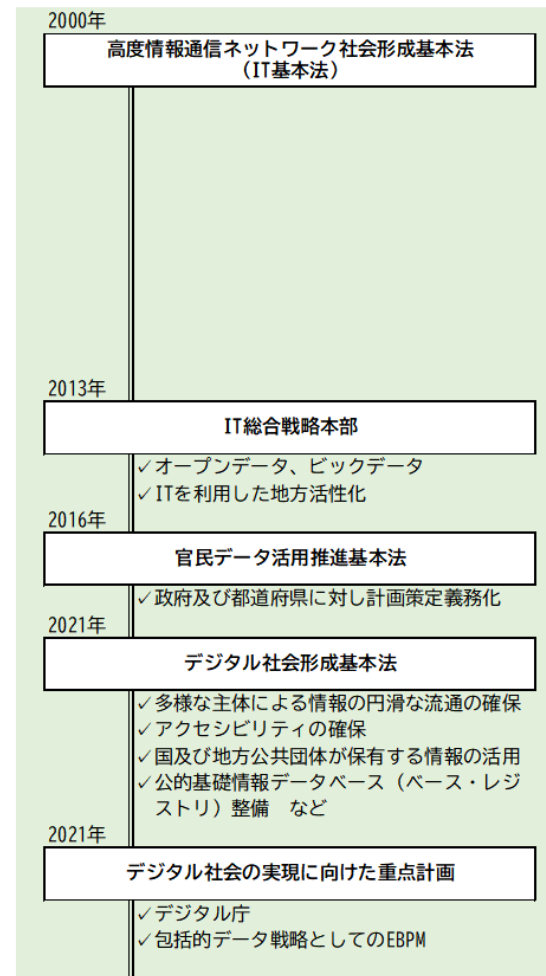 2000年
高度情報通信ネットワーク社会形成基本法
（IT基本法）
2013年
IT総合戦略本部
✓オープンデータ、ビックデータ
✓ITを利用した地方活性化
2016年
官民データ活用推進基本法
✓政府及び都道府県に対し計画策定義務化
2021年
デジタル社会形成基本法
✓多様な主体による情報の円滑な流通の確保
✓アクセシビリティの確保
✓国及び地方公共団体が保有する情報の活用
✓公的基礎情報データベース（ベース・レジ
ストリ）整備　など
2021年
デジタル社会の実現に向けた重点計画
✓デジタル庁
✓包括的データ戦略としてのEBPM